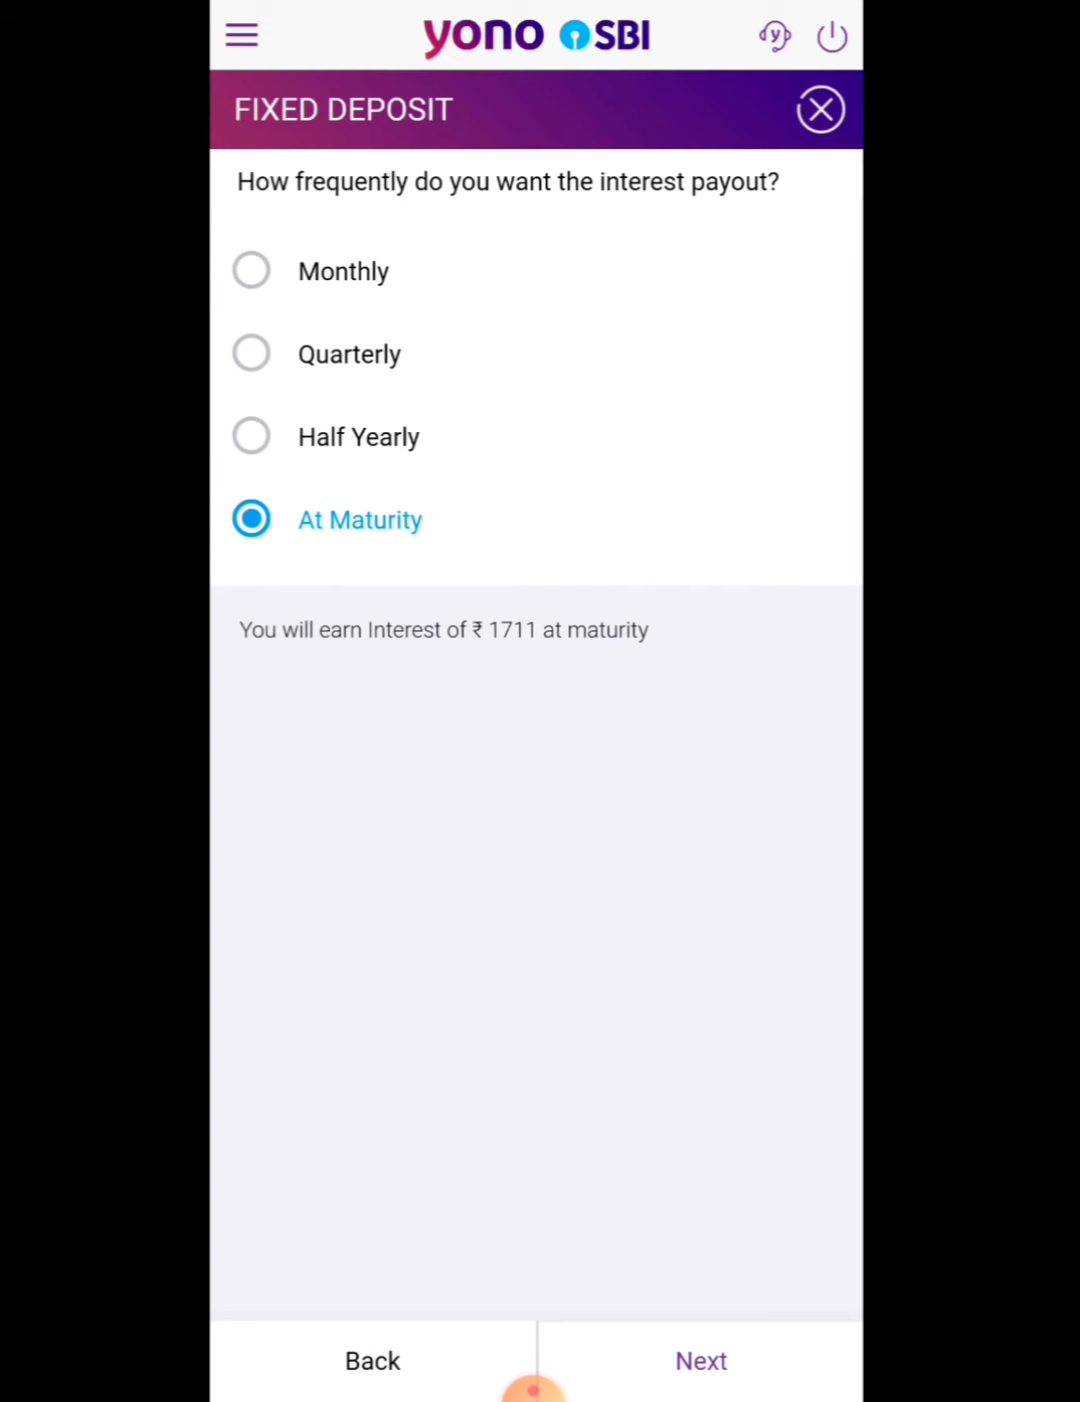 yono SBI
FIXED DEPOSIT
How frequently do you want the interest payout?
Monthly
Quarterly
Half Yearly
At Maturity
You will earn Interest of ₹ 1711 at maturity
Back
Next